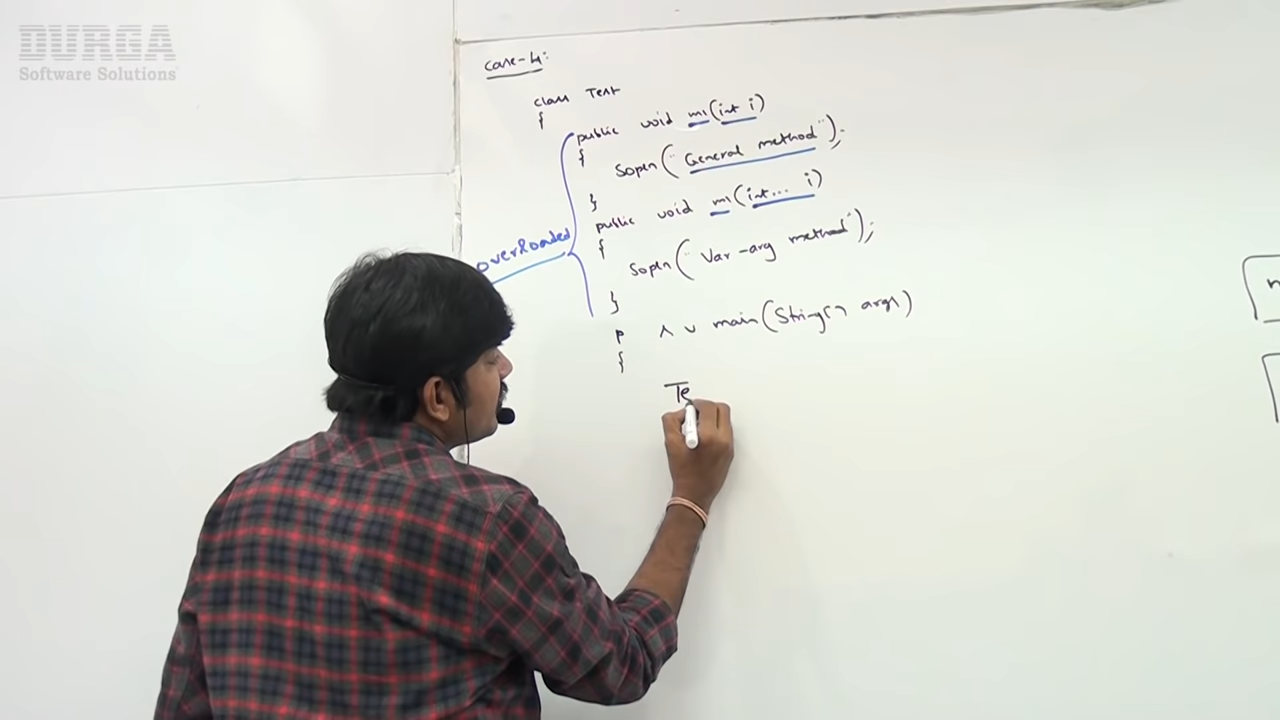 DURGA
Software Solutions
case-4:
class Test
{
public void m1(int i)
{
Sopln("General method");
}
public void m1(int... i)
{
Sopln("Var-arg method");
}
overloaded
p s v main(String[] args)
{
Te